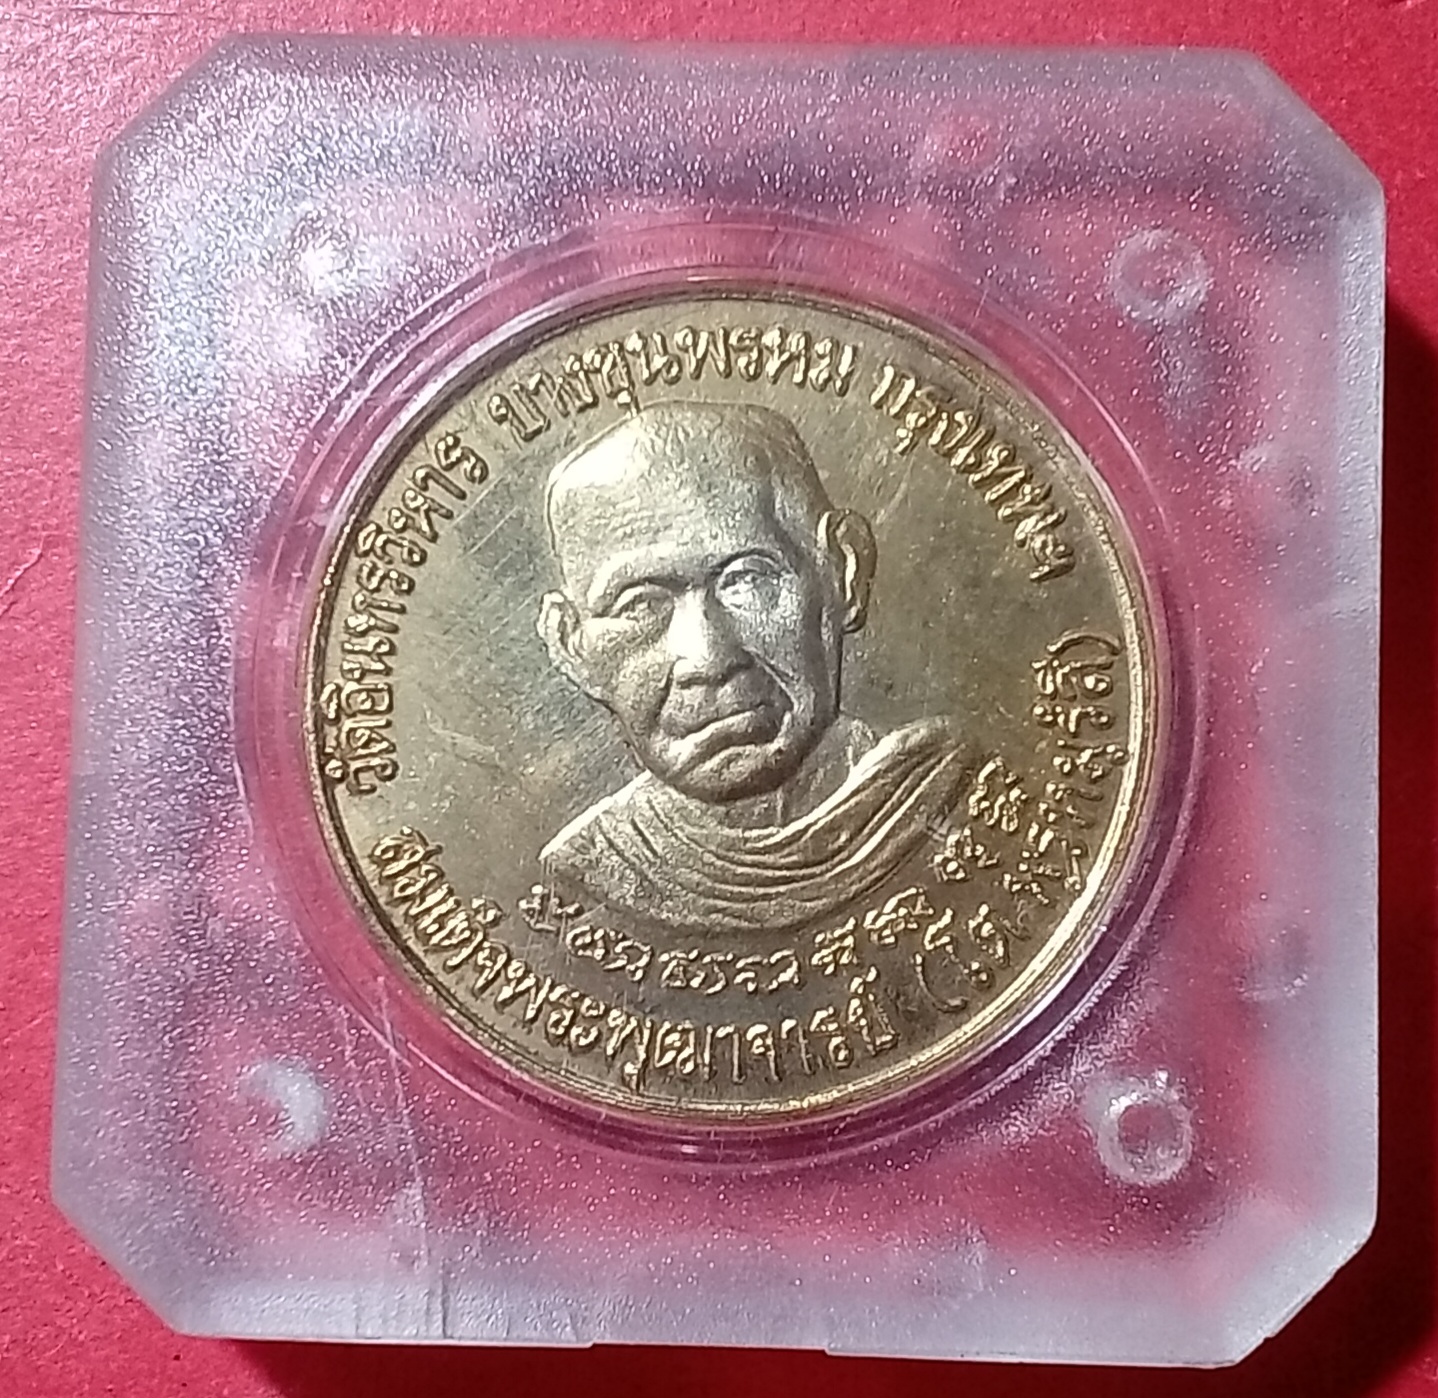 วัดอินทรวิหาร บางขุนพรหม กรุงเทพฯ
สมเด็จพระพุฒาจารย์ (โต พฺรหฺมรํสี)